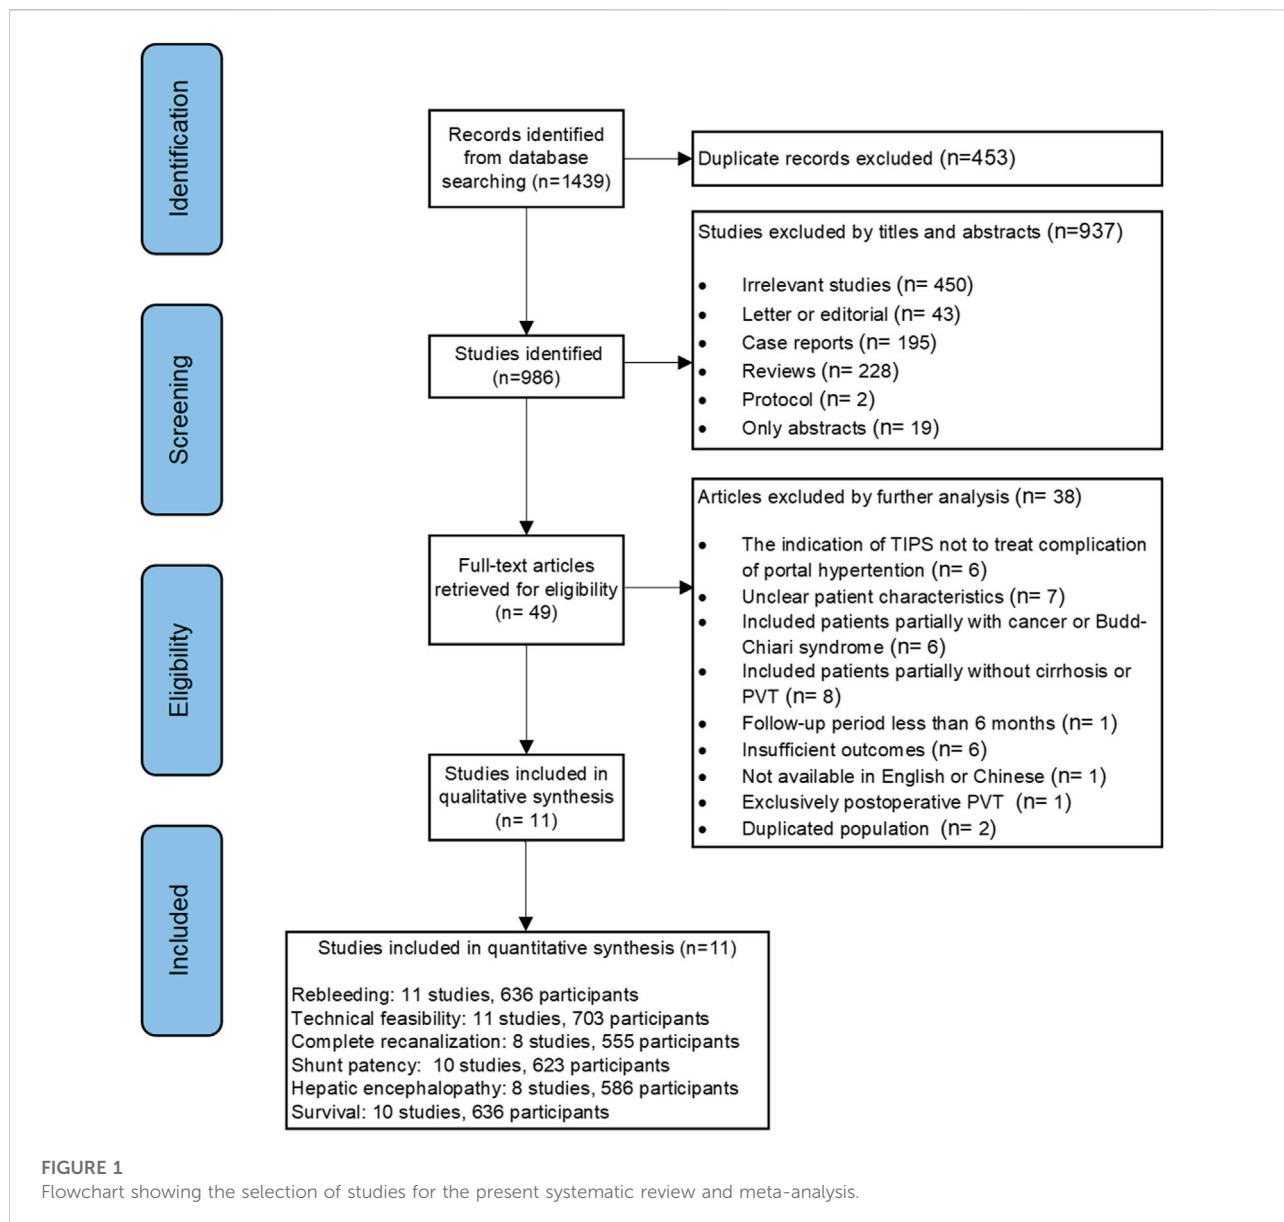 Identification
Records identified
from database
searching (n=1439)
Duplicate records excluded (n=453)
Studies excluded by titles and abstracts (n=937)
• Irrelevant studies (n= 450)
• Letter or editorial (n= 43)
• Case reports (n= 195)
• Reviews (n= 228)
• Protocol (n= 2)
• Only abstracts (n= 19)
Screening
Studies identified
(n=986)
Articles excluded by further analysis (n= 38)
• The indication of TIPS not to treat complication
of portal hypertention (n= 6)
• Unclear patient characteristics (n= 7)
• Included patients partially with cancer or Budd-
Chiari syndrome (n= 6)
• Included patients partially without cirrhosis or
PVT (n= 8)
• Follow-up period less than 6 months (n= 1)
• Insufficient outcomes (n= 6)
• Not available in English or Chinese (n= 1)
• Exclusively postoperative PVT (n= 1)
• Duplicated population (n= 2)
Eligibility
Full-text articles
retrieved for eligibility
(n= 49)
Studies included in
qualitative synthesis
(n= 11)
Included
Studies included in quantitative synthesis (n=11)
Rebleeding: 11 studies, 636 participants
Technical feasibility: 11 studies, 703 participants
Complete recanalization: 8 studies, 555 participants
Shunt patency: 10 studies, 623 participants
Hepatic encephalopathy: 8 studies, 586 participants
Survival: 10 studies, 636 participants
FIGURE 1
Flowchart showing the selection of studies for the present systematic review and meta-analysis.